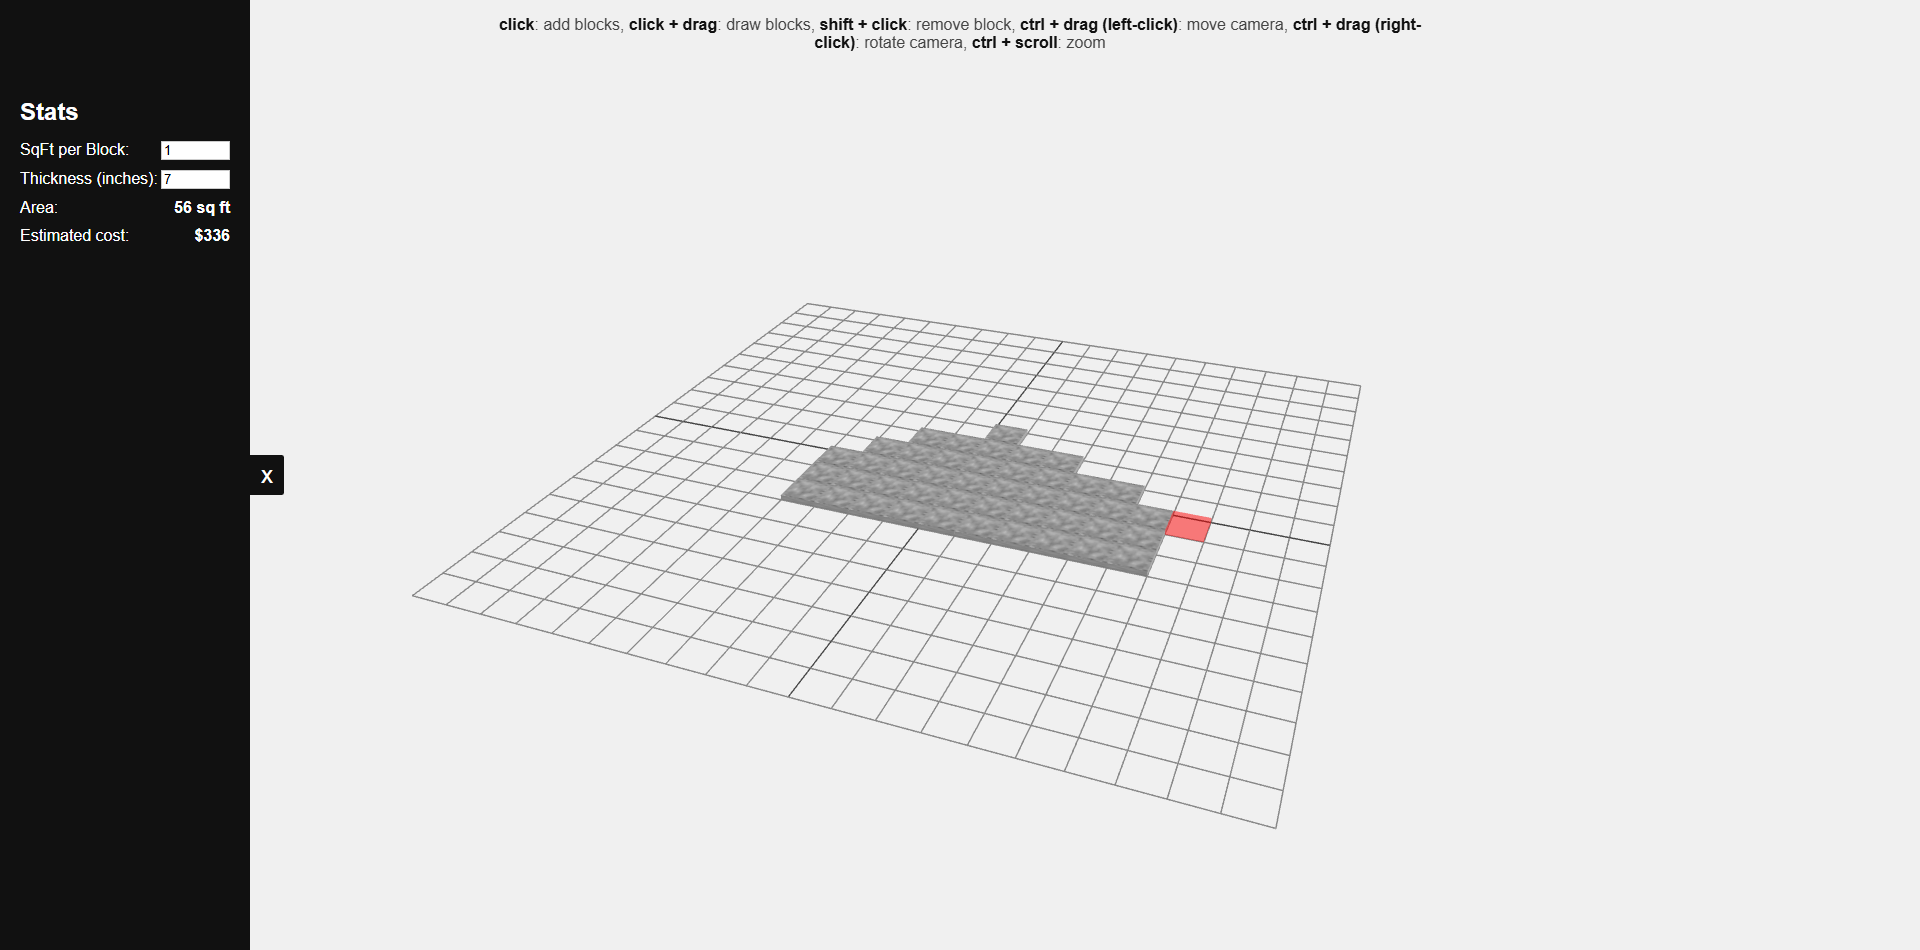 click: add blocks, click + drag: draw blocks, shift + click: remove block, ctrl + drag (left-click): move camera, ctrl + drag (right-
click): rotate camera, ctrl + scroll: zoom
Stats
SqFt per Block: 1
Thickness (inches): 7
Area: 56 sq ft
Estimated cost: $336
X